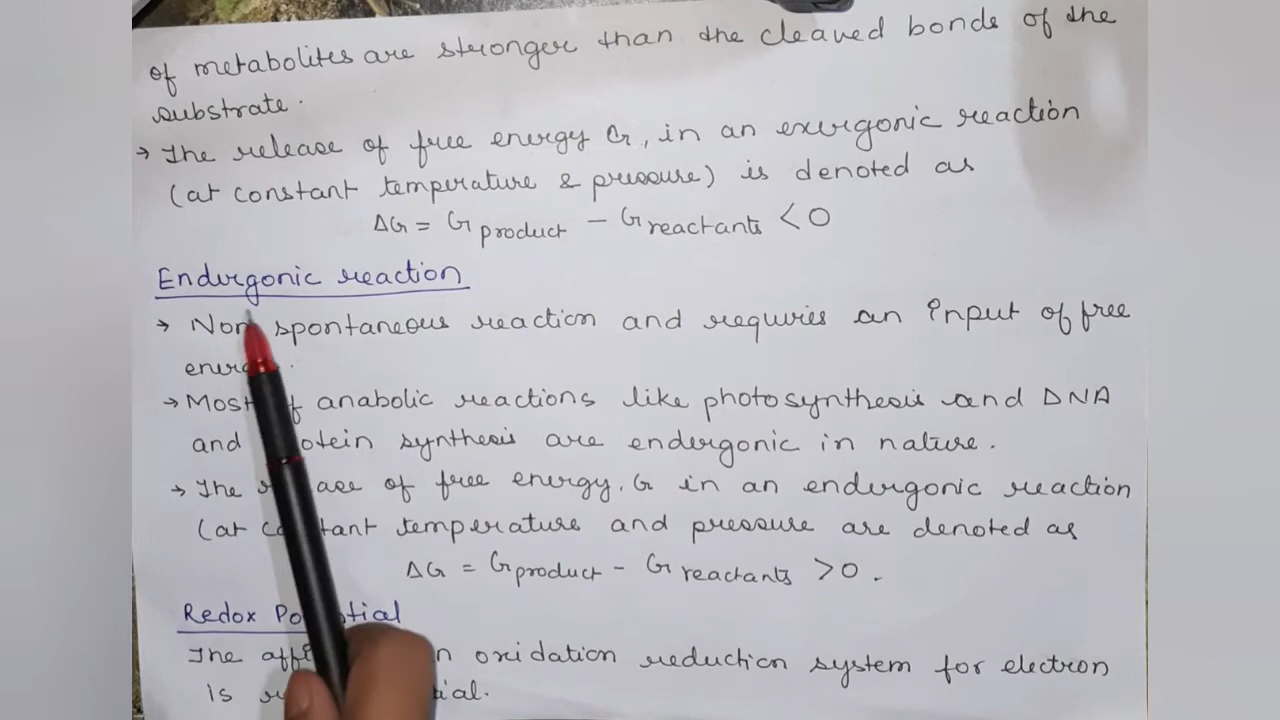 of metabolites are stronger than the cleaved bonds of the
substrate.
→ The release of free energy G, in an exergonic reaction
(at constant temperature & pressure) is denoted as
ΔG = G product - G reactants < 0
Endergonic reaction
→ Non spontaneous reaction and requires an input of free
→ Most of anabolic reactions like photosynthesis and DNA
and synthesis are endergonic in nature.
→ The of free energy, G in an endergonic reaction
(at temperature and pressure are denoted as
ΔG = G product - G reactants > 0.
Redox
The oxidation reduction system for electron
Is